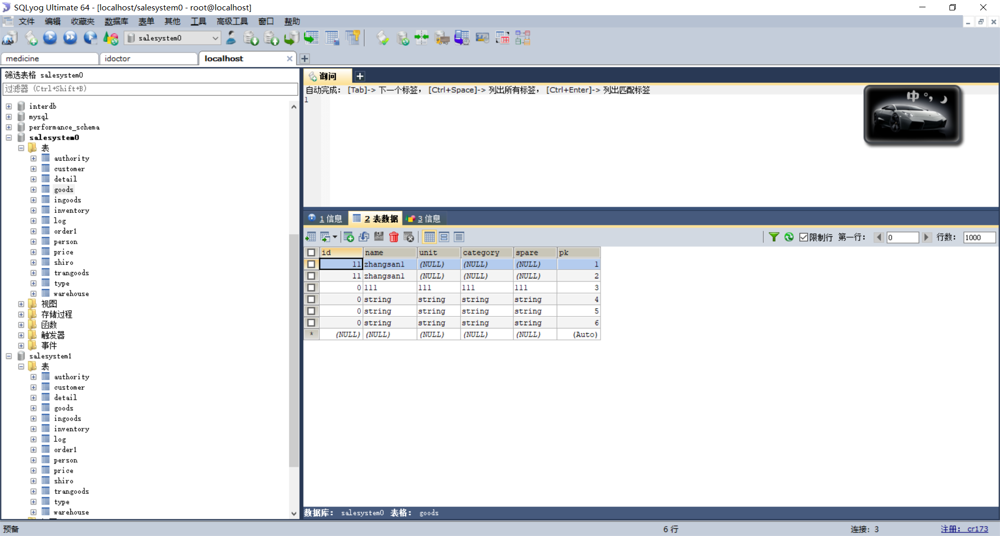 SQLyog Ultimate 64 - [localhost/salesystem0 - root@localhost]
文件 编辑 收藏夹 数据库 表单 其他 工具 高级工具 窗口 帮助
salesystem0
medicine idoctor localhost
筛选表格 salesystem0
过滤器 (Ctrl+Shift+B)
interdb
mysql
performance_schema
salesystem0
表
authority
customer
detail
goods
ingoods
inventory
log
order1
person
price
shiro
trangoods
type
warehouse
视图
存储过程
函数
触发器
事件
salesystem1
表
authority
customer
detail
goods
ingoods
inventory
log
order1
person
price
shiro
trangoods
type
warehouse
询问
自动完成： [Tab]-> 下一个标签， [Ctrl+Space]-> 列出所有标签， [Ctrl+Enter]-> 列出匹配标签
1
中 °，
1 信息 2 表数据 3 信息
限制行 第一行： 0 行数： 1000
id name unit category spare pk
11 zhangsan1 (NULL) (NULL) (NULL) 1
11 zhangsan1 (NULL) (NULL) (NULL) 2
0 111 111 111 111 3
0 string string string string 4
0 string string string string 5
0 string string string string 6
* (NULL) (NULL) (NULL) (NULL) (NULL) (Auto)
数据库： salesystem0 表格： goods
预备 6 行 连接： 3 注册： cr173